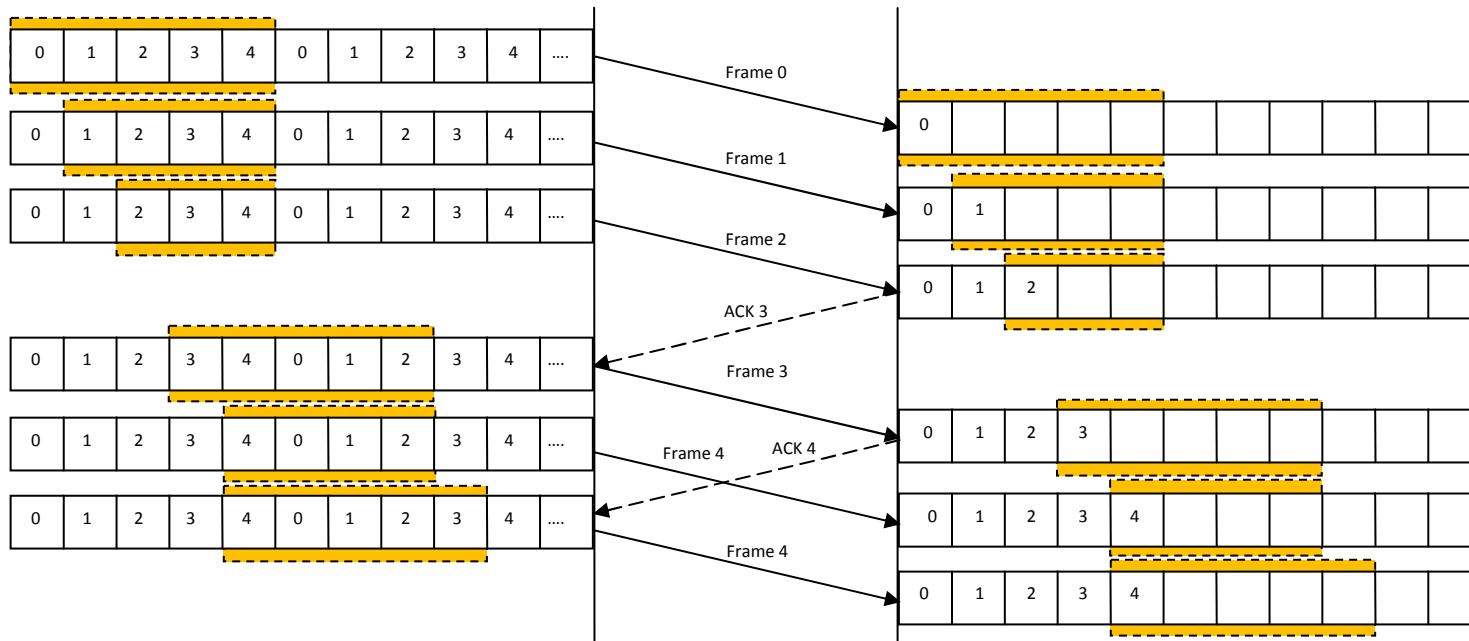 0 1 2 3 4 0 1 2 3 4 ....
Frame 0
0
0 1 2 3 4 0 1 2 3 4 ....
Frame 1
0 1
0 1 2 3 4 0 1 2 3 4 ....
Frame 2
0 1 2
ACK 3
0 1 2 3 4 0 1 2 3 4 ....
Frame 3
0 1 2 3
0 1 2 3 4 0 1 2 3 4 ....
Frame 4
ACK 4
0 1 2 3 4
0 1 2 3 4 0 1 2 3 4 ....
Frame 4
0 1 2 3 4